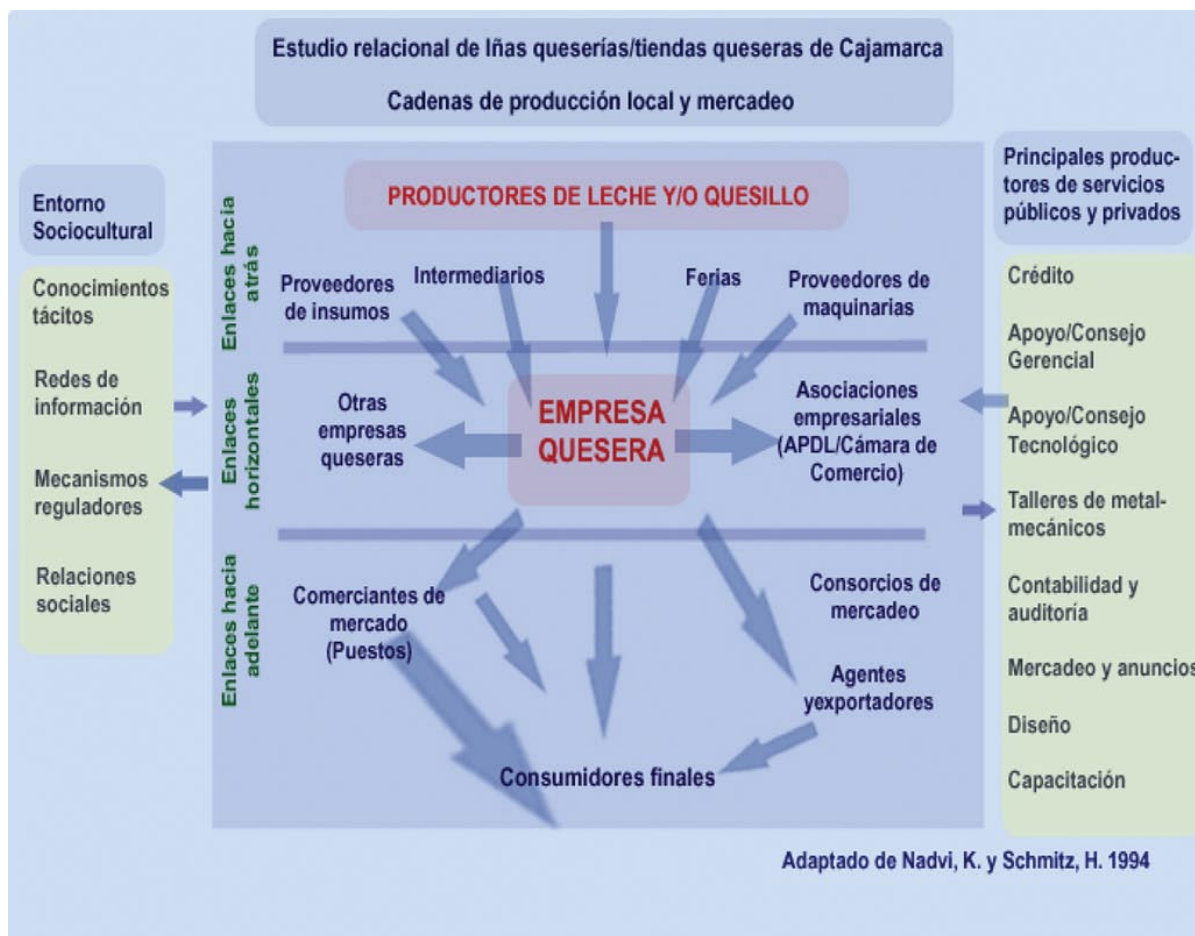 Estudio relacional de lñas queserías/tiendas queseras de Cajamarca
Cadenas de producción local y mercadeo
Entorno
Sociocultural
Conocimientos
tácitos
Redes de
información
Mecanismos
reguladores
Relaciones
sociales
Enlaces hacia
atrás
PRODUCTORES DE LECHE Y/O QUESILLO
Proveedores
de insumos
Intermediarios
Ferias
Proveedores de
maquinarias
Enlaces
horizontales
Otras
empresas
queseras
EMPRESA
QUESERA
Asociaciones
empresariales
(APDL/Cámara de
Comercio)
Enlaces hacia
adelante
Comerciantes de
mercado
(Puestos)
Consorcios de
mercadeo
Agentes
yexportadores
Consumidores finales
Principales produc-
tores de servicios
públicos y privados
Crédito
Apoyo/Consejo
Gerencial
Apoyo/Consejo
Tecnológico
Talleres de metal-
mecánicos
Contabilidad y
auditoría
Mercadeo y anuncios
Diseño
Capacitación
Adaptado de Nadvi, K. y Schmitz, H. 1994